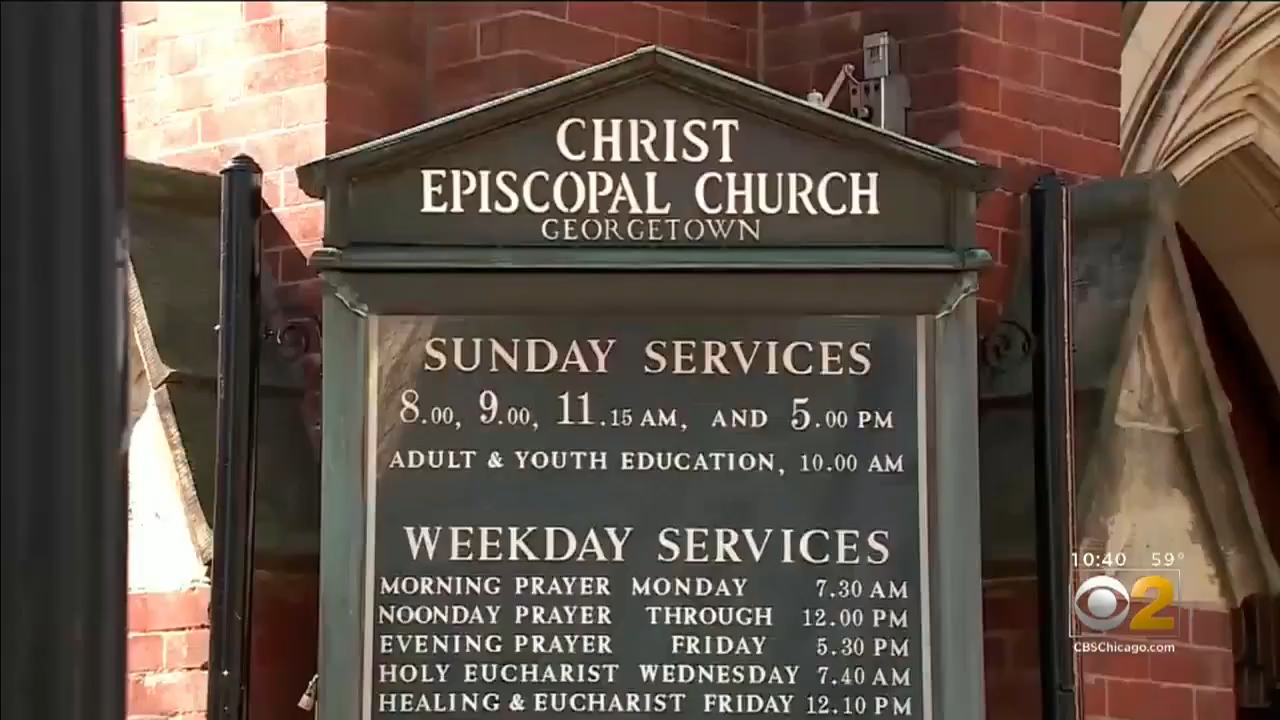 CHRIST
EPISCOPAL CHURCH
GEORGETOWN
SUNDAY SERVICES
8.00, 9.00, 11.15 AM, AND 5.00 PM
ADULT & YOUTH EDUCATION, 10.00 AM
WEEKDAY SERVICES
MORNING PRAYER MONDAY 7.30 AM
NOONDAY PRAYER THROUGH 12.00 PM
EVENING PRAYER FRIDAY 5.30 PM
HOLY EUCHARIST WEDNESDAY 7.40 AM
HEALING & EUCHARIST FRIDAY 12.10 PM
10:40 59°
2
CBSChicago.com